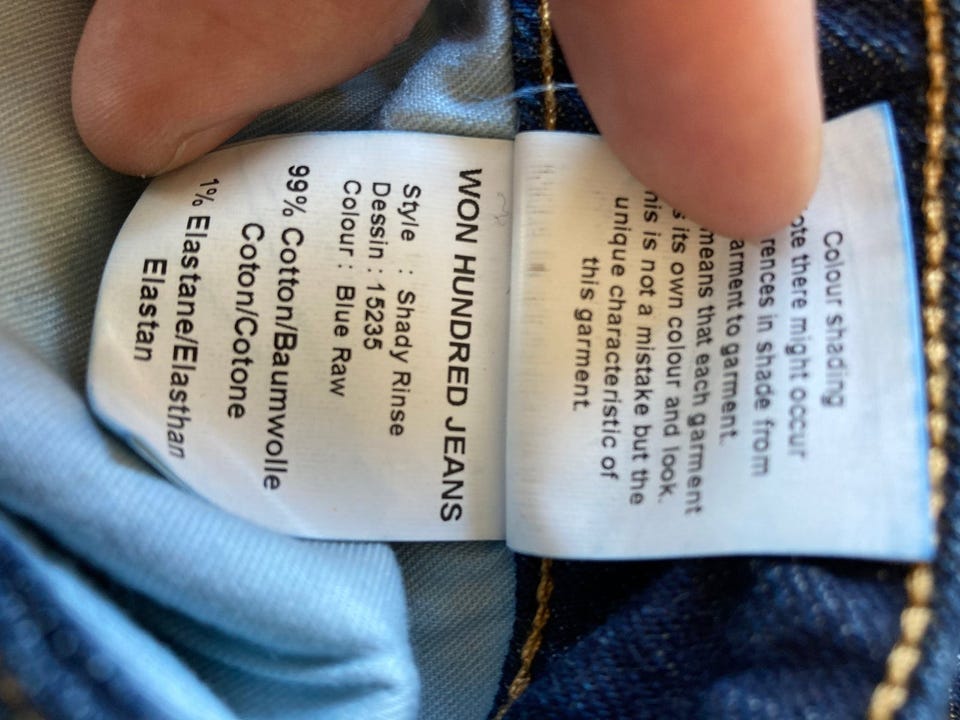 Colour shading
there might occur
in shade from
to garment.
means that each garment
its own colour and look.
is not a mistake but the
unique characteristic of
this garment.
WON HUNDRED JEANS
Style : Shady Rinse
Dessin : 15235
Colour : Blue Raw
99% Cotton/Baumwolle
Coton/Cotone
1% Elastane/Elasthan
Elastan